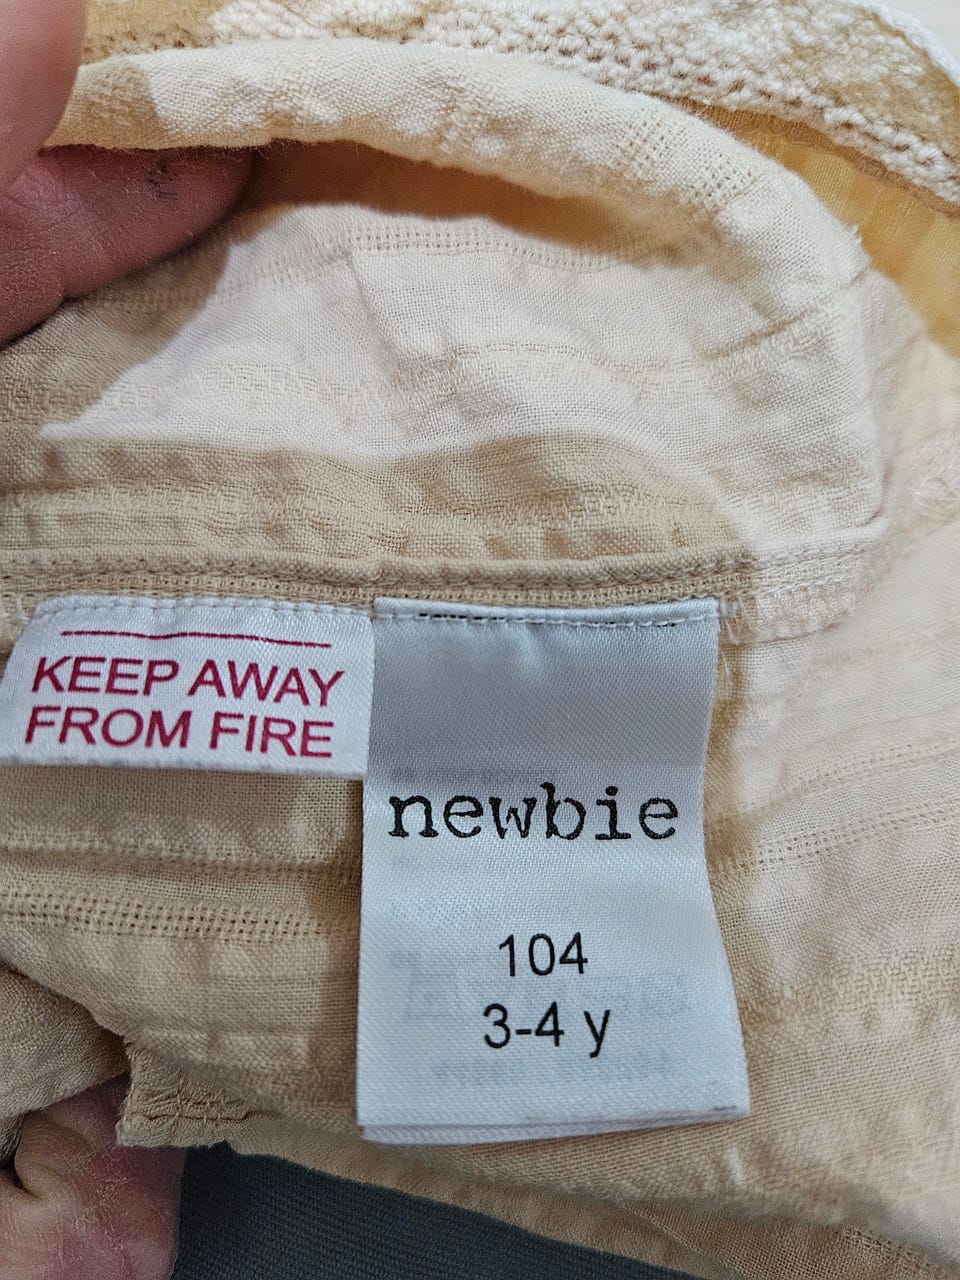 KEEP AWAY
FROM FIRE
newbie
104
3-4 y